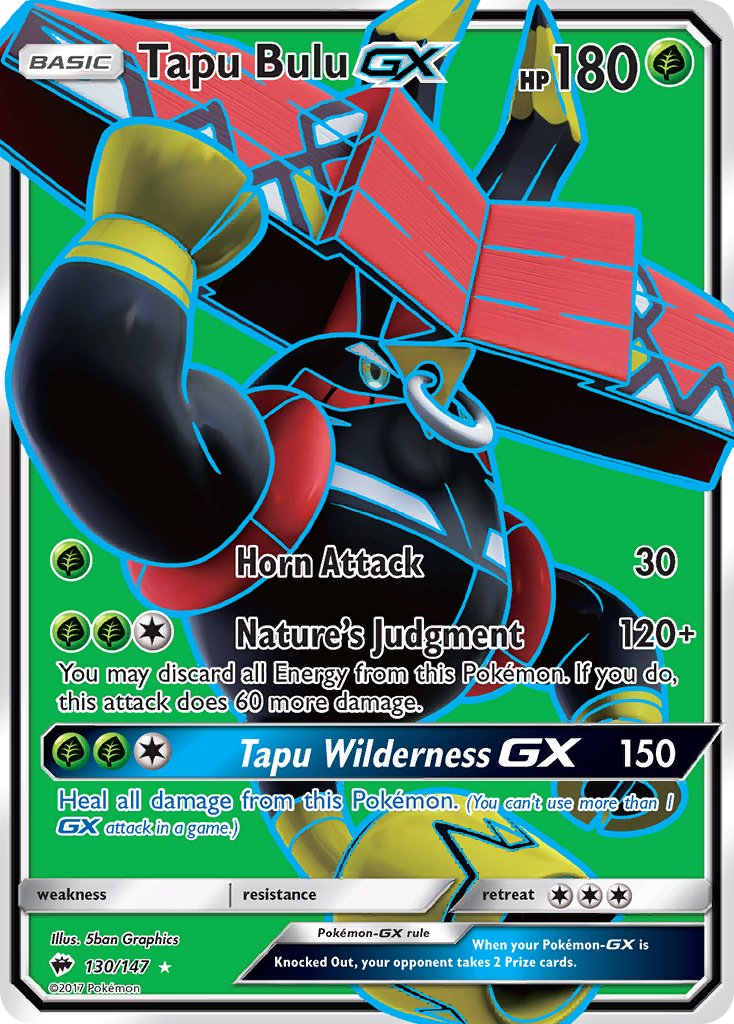 BASIC Tapu Bulu GX HP 180
Horn Attack 30
Nature's Judgment 120+
You may discard all Energy from this Pokémon. If you do,
this attack does 60 more damage.
Tapu Wilderness GX 150
Heal all damage from this Pokémon. (You can't use more than 1
GX attack in a game.)
weakness resistance retreat
Illus. 5ban Graphics
Pokémon-GX rule
When your Pokémon-GX is
Knocked Out, your opponent takes 2 Prize cards.
130/147
©2017 Pokémon